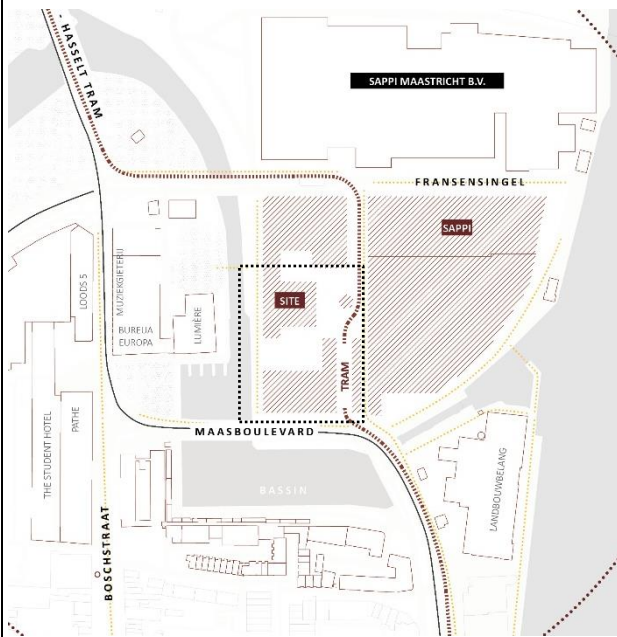 - HASSELT TRAM
SAPPI MAASTRICHT B.V.
FRANSENSINGEL
SAPPI
SITE
TRAM
LOODS 5
MUZIEKGIETERIJ
BUREUA
EUROPA
LUMIÈRE
THE STUDENT HOTEL
PATHE
MAASBOULEVARD
BASSIN
LANDBOUWBELANG
BOSCHSTRAAT